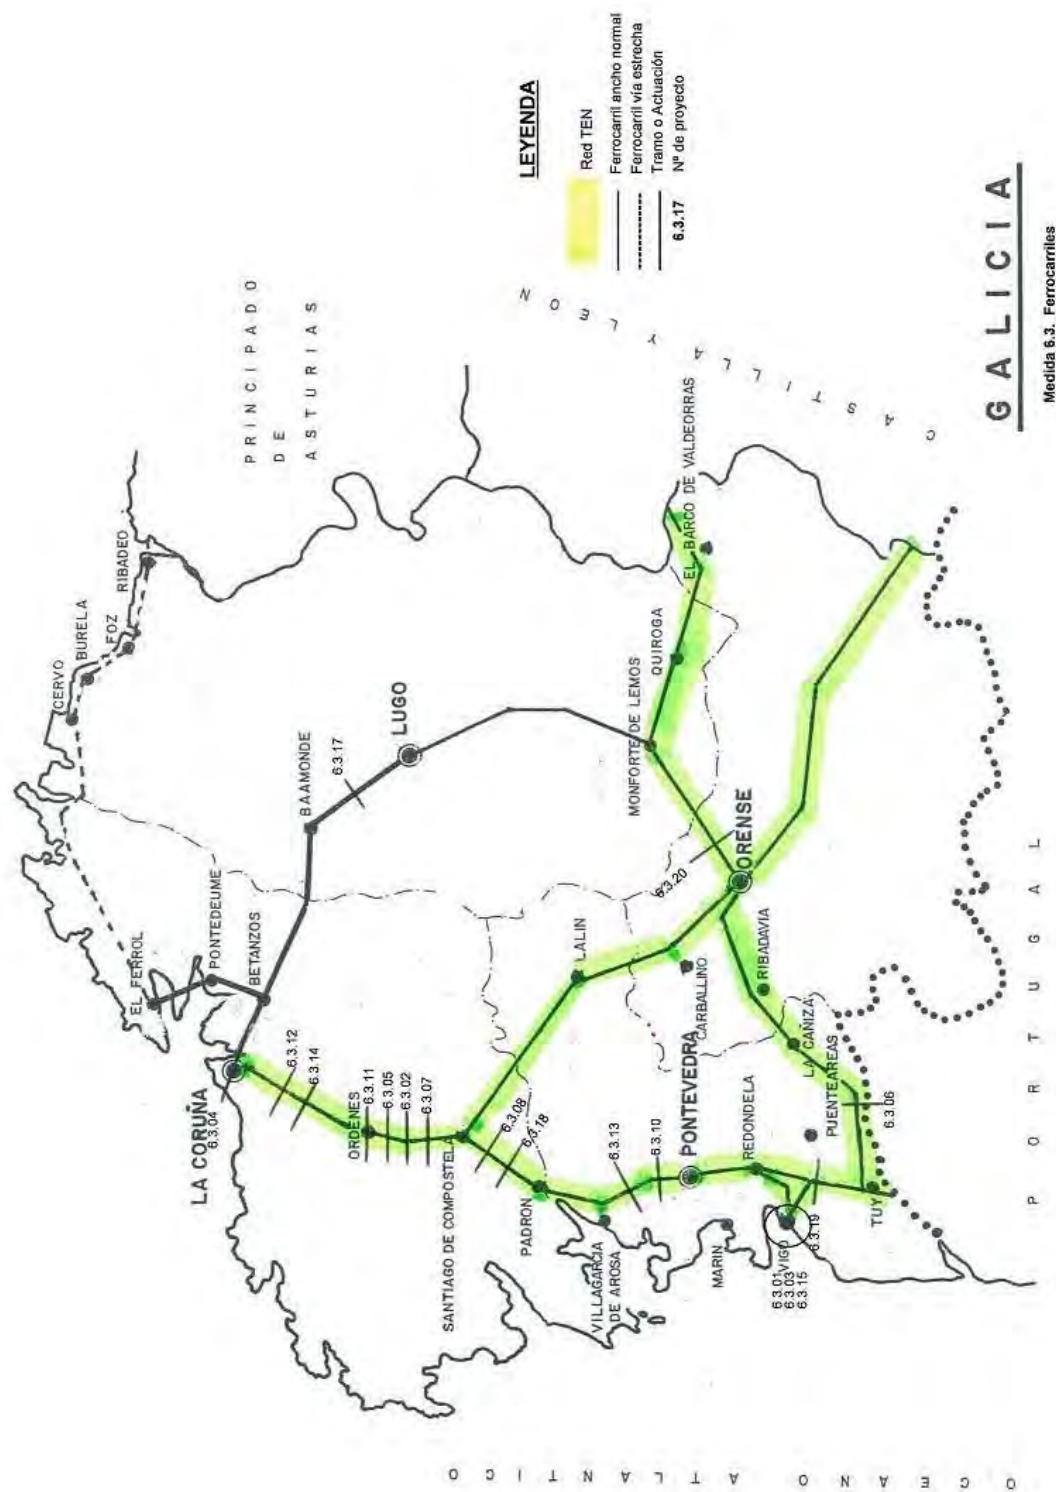 CERVO
BURELA
FOZ
RIBADEO
PRINCIPADO
DE
ASTURIAS
EL FERROL
PONTEDEUME
BETANZOS
BAAMONDE
6.3.17
LUGO
LA CORUÑA
6.3.04
6.3.12
6.3.14
ORDENES
6.3.11
6.3.05
6.3.02
6.3.07
SANTIAGO DE COMPOSTELA
6.3.08
6.3.18
PADRON
LALIN
MONFORTE DE LEMOS
QUIROGA
EL BARCO DE VALDEORRAS
CASTILLA Y LEON
VILLAGARCIA
DE AROSA
6.3.13
6.3.10
CARBALLINO
6.3.20
ORENSE
PONTEVEDRA
MARIN
REDONDELA
RIBADAVIA
LA CAÑIZA
PUENTEAREAS
VIGO
6.3.01
6.3.03
6.3.15
6.3.19
TUY
6.3.06
OCEANO ATLANTICO
PORTUGAL
LEYENDA
Red TEN
Ferrocarril ancho normal
Ferrocarril vía estrecha
Tramo o Actuación
6.3.17 Nº de proyecto
GALICIA
Medida 6.3. Ferrocarriles